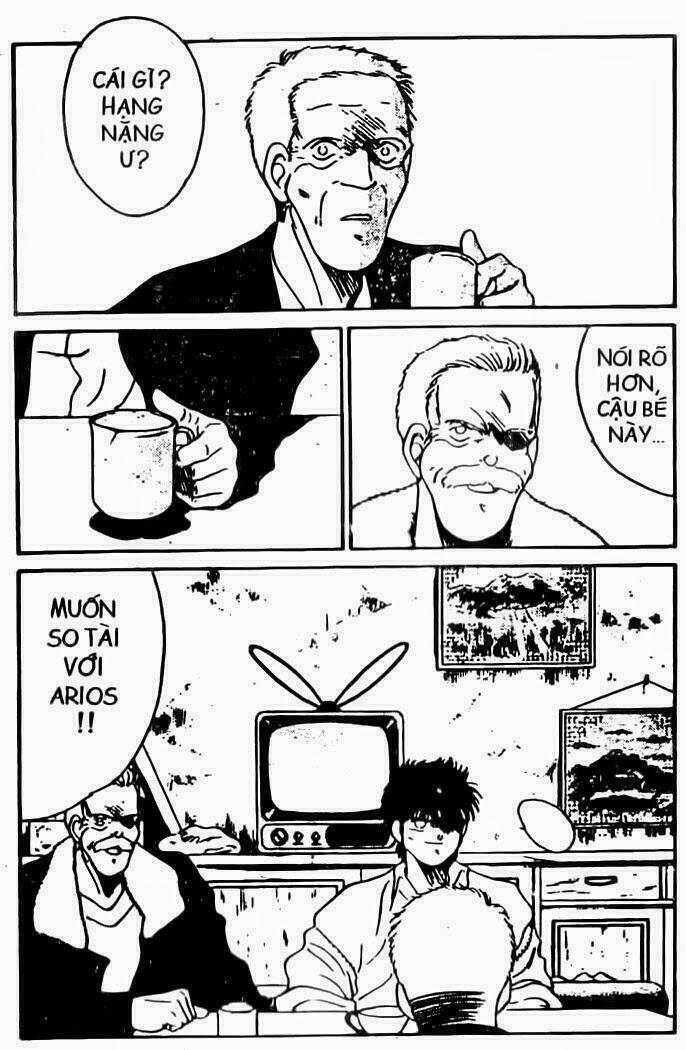 CÁI GÌ?
HẠNG
NẶNG
Ư?
NÓI RÕ
HƠN,
CẬU BÉ
NÀY...
MUỐN
SO TÀI
VỚI
ARIOS
!!